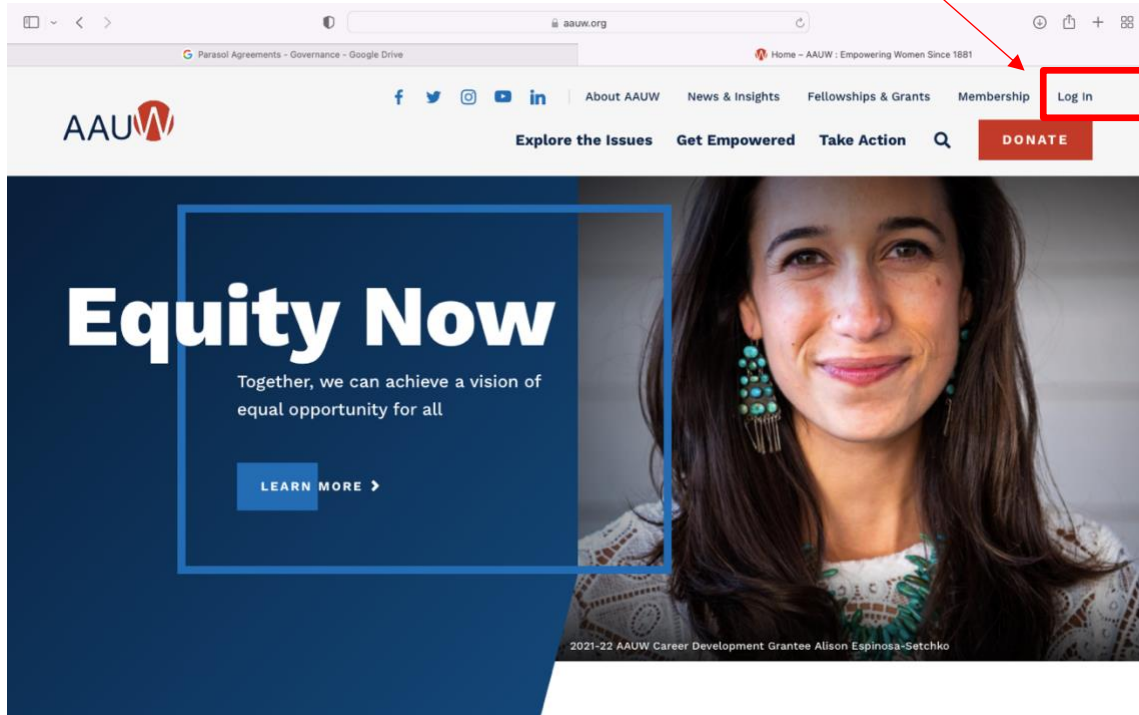 aauw.org
Parasol Agreements - Governance - Google Drive
Home – AAUW : Empowering Women Since 1881
About AAUW News & Insights Fellowships & Grants Membership Log In
AAUW
Explore the Issues Get Empowered Take Action DONATE
Equity Now
Together, we can achieve a vision of
equal opportunity for all
LEARN MORE
2021-22 AAUW Career Development Grantee Alison Espinosa-Setchko